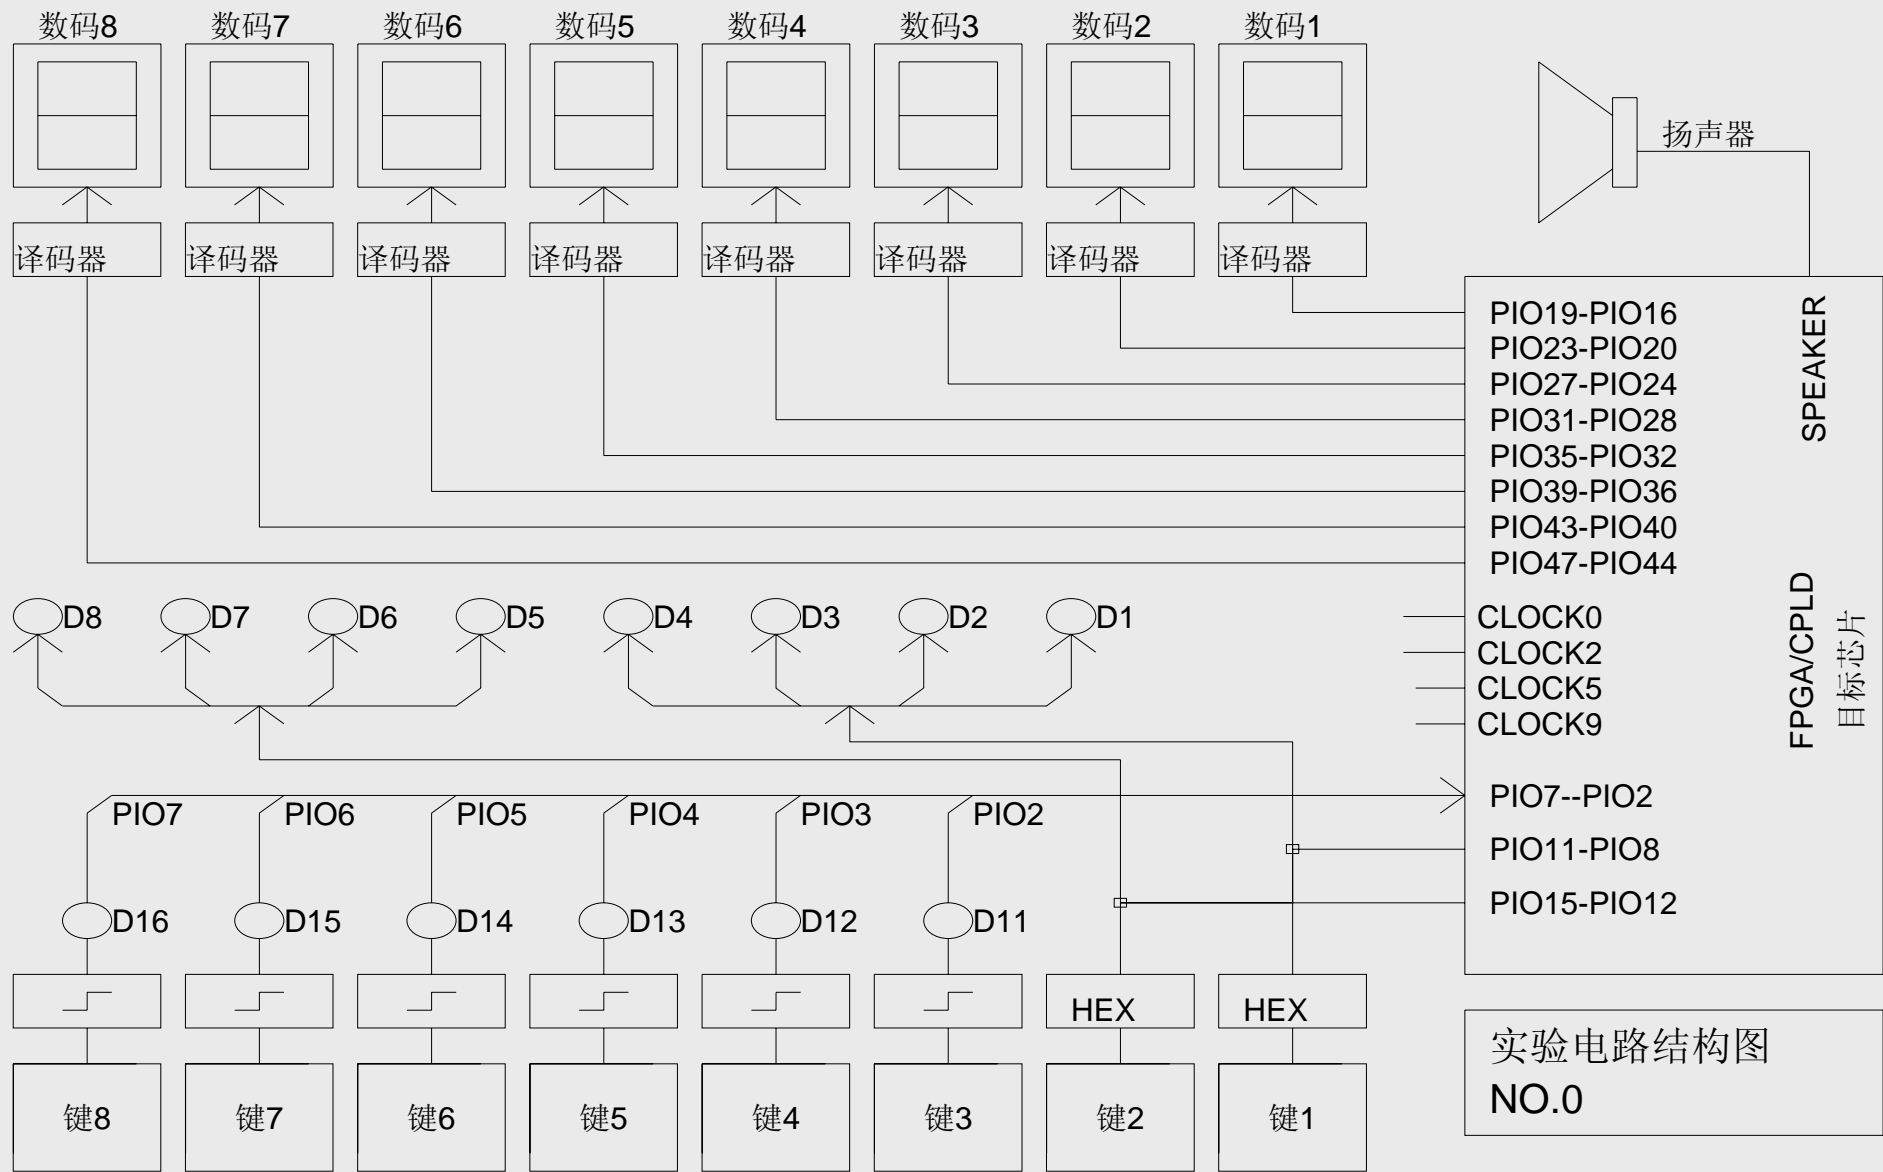 数码8 数码7 数码6 数码5 数码4 数码3 数码2 数码1
扬声器
译码器 译码器 译码器 译码器 译码器 译码器 译码器 译码器
PIO19-PIO16
PIO23-PIO20
PIO27-PIO24
PIO31-PIO28
PIO35-PIO32
PIO39-PIO36
PIO43-PIO40
PIO47-PIO44
SPEAKER
D8 D7 D6 D5 D4 D3 D2 D1
CLOCK0
CLOCK2
CLOCK5
CLOCK9
FPGA/CPLD
目标芯片
PIO7 PIO6 PIO5 PIO4 PIO3 PIO2
PIO7--PIO2
PIO11-PIO8
PIO15-PIO12
D16 D15 D14 D13 D12 D11
HEX HEX
键8 键7 键6 键5 键4 键3 键2 键1
实验电路结构图
NO.0